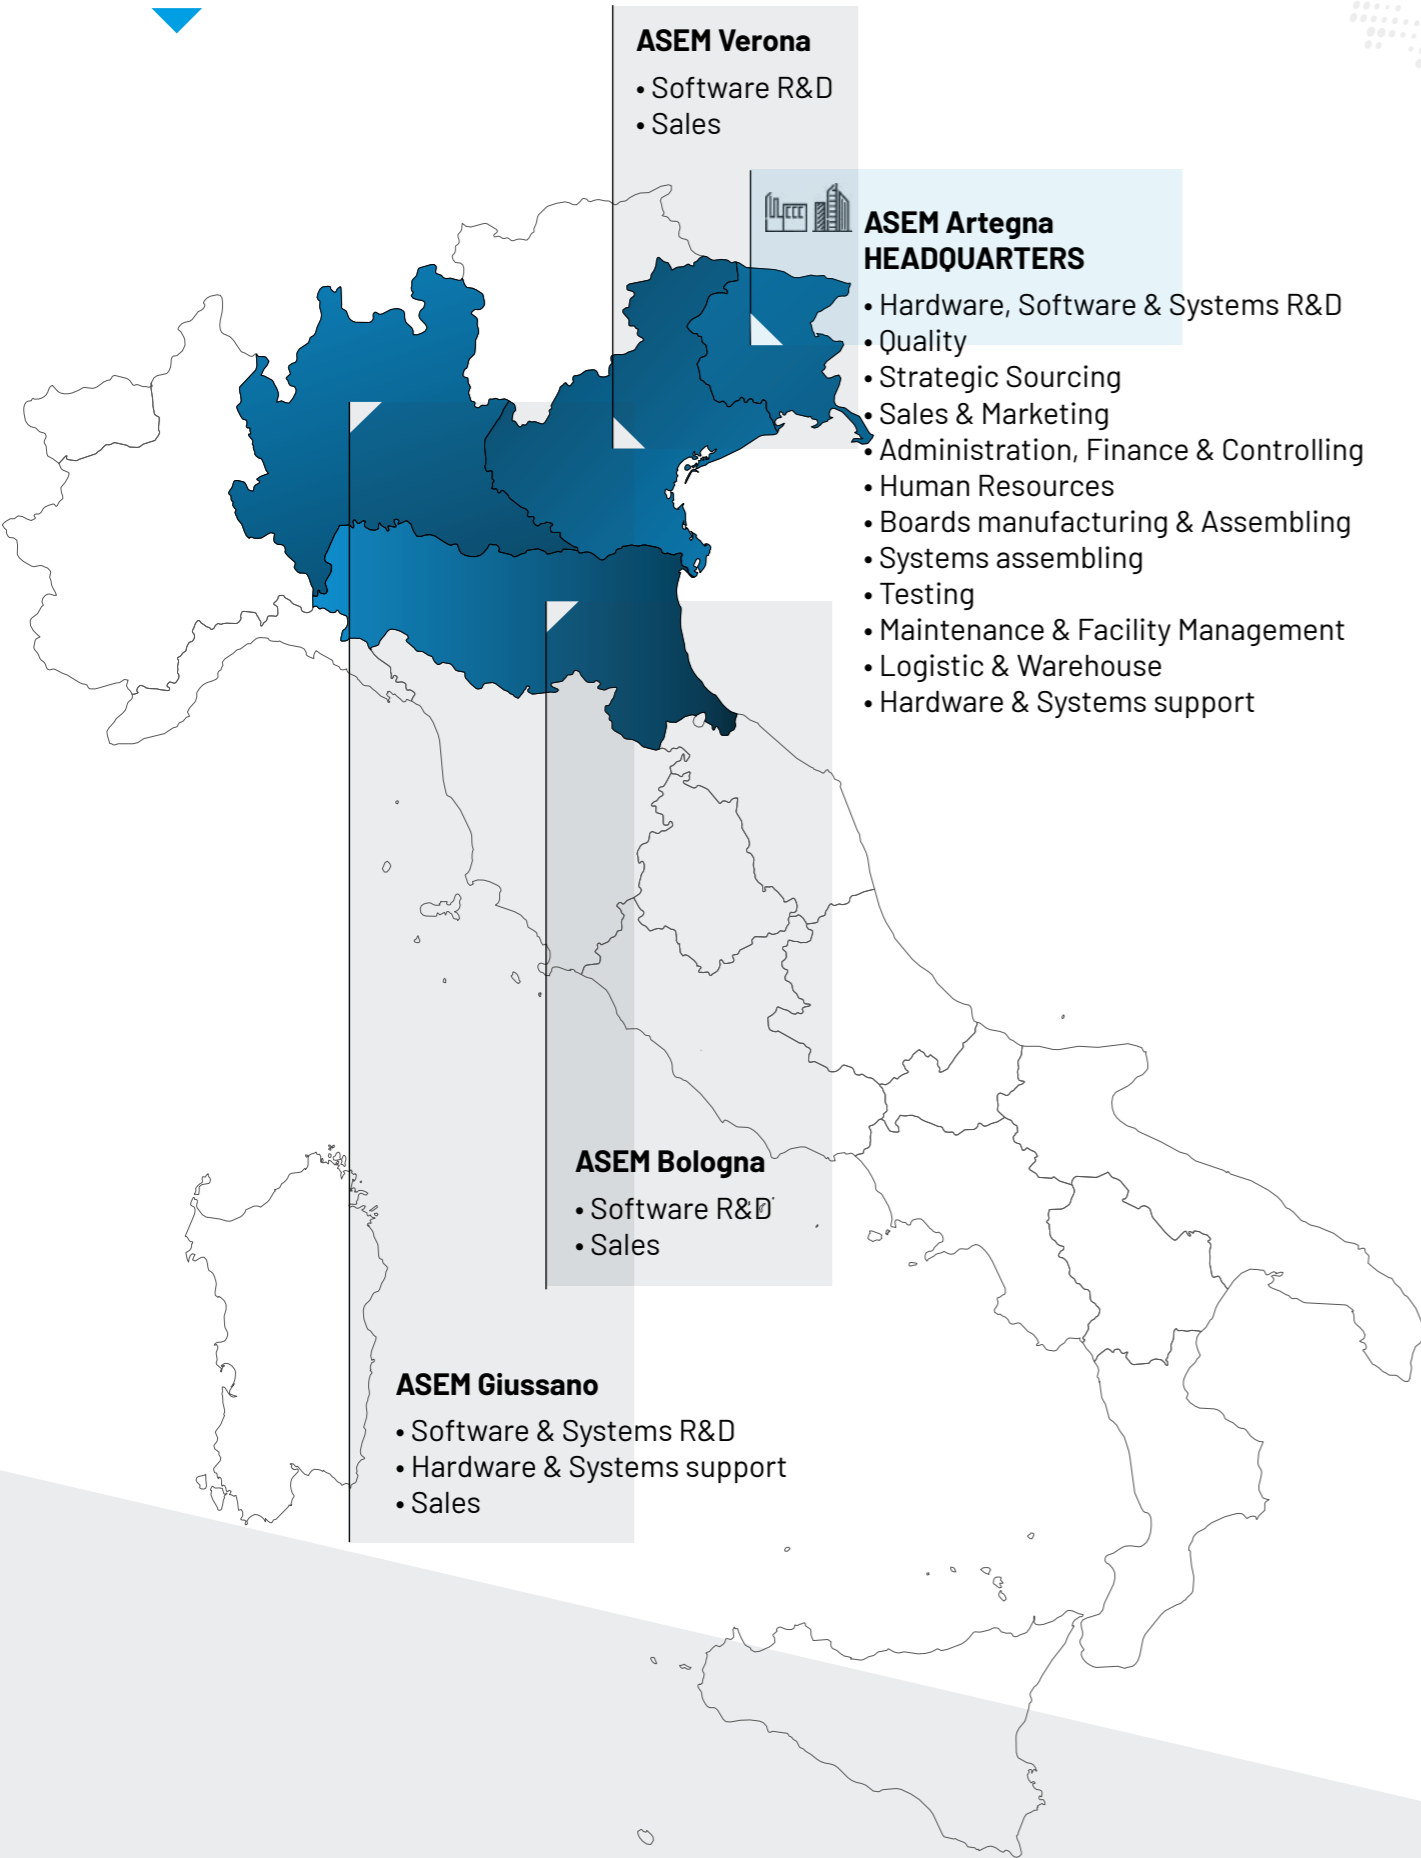 ASEM Verona
• Software R&D
• Sales
ASEM Artegna
HEADQUARTERS
• Hardware, Software & Systems R&D
• Quality
• Strategic Sourcing
• Sales & Marketing
• Administration, Finance & Controlling
• Human Resources
• Boards manufacturing & Assembling
• Systems assembling
• Testing
• Maintenance & Facility Management
• Logistic & Warehouse
• Hardware & Systems support
ASEM Bologna
• Software R&D
• Sales
ASEM Giussano
• Software & Systems R&D
• Hardware & Systems support
• Sales